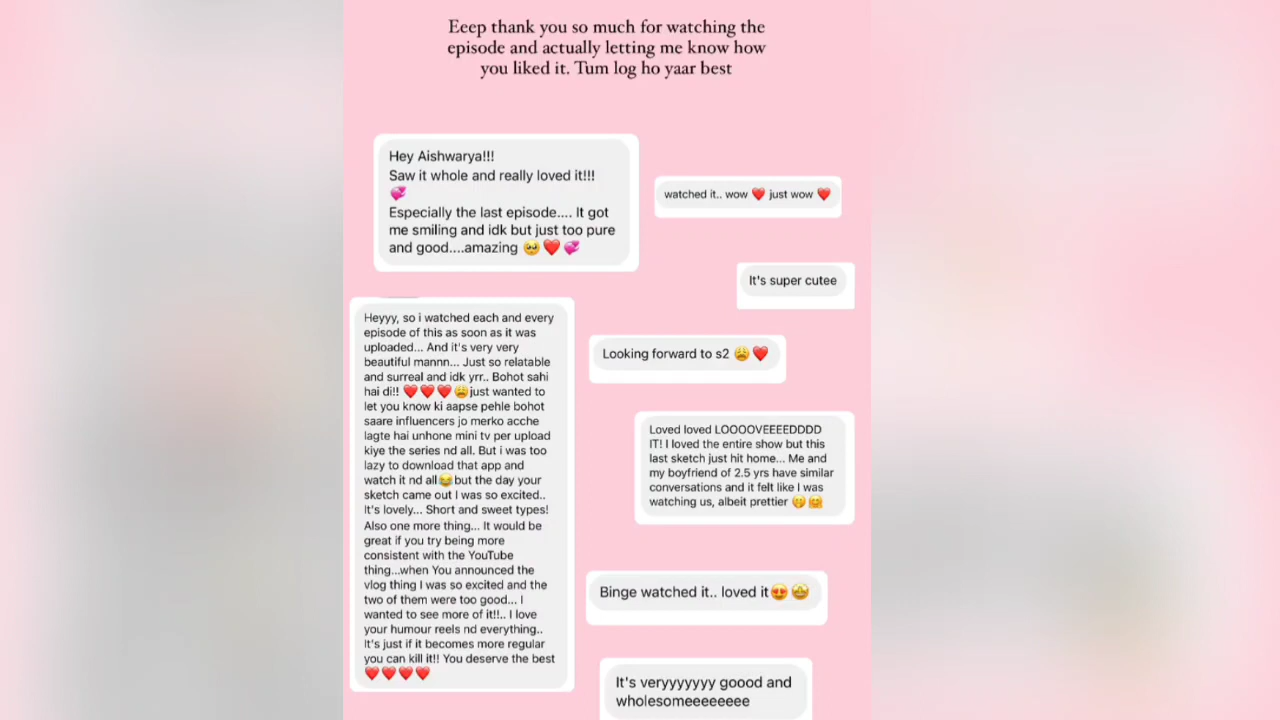 Eeep thank you so much for watching the
episode and actually letting me know how
you liked it. Tum log ho yaar best
Hey Aishwarya!!!
Saw it whole and really loved it!!!
💞
Especially the last episode.... It got
me smiling and idk but just too pure
and good....amazing 🥺❤️💞
watched it.. wow ❤️ just wow ❤️
It's super cutee
Heyyy, so i watched each and every
episode of this as soon as it was
uploaded... And it's very very
beautiful mannn... Just so relatable
and surreal and idk yrr.. Bohot sahi
hai di!! ❤️❤️❤️😩just wanted to
let you know ki aapse pehle bohot
saare influencers jo merko acche
lagte hai unhone mini tv per upload
kiye the series nd all. But i was too
lazy to download that app and
watch it nd all😂but the day your
sketch came out I was so excited..
It's lovely... Short and sweet types!
Also one more thing... It would be
great if you try being more
consistent with the YouTube
thing...when You announced the
vlog thing I was so excited and the
two of them were too good... I
wanted to see more of it!!.. I love
your humour reels nd everything..
It's just if it becomes more regular
you can kill it!! You deserve the best
❤️❤️❤️❤️
Looking forward to s2 😩❤️
Loved loved LOOOOVEEEEDDDD
IT! I loved the entire show but this
last sketch just hit home... Me and
my boyfriend of 2.5 yrs have similar
conversations and it felt like I was
watching us, albeit prettier 🤭🤗
Binge watched it.. loved it😍🤩
It's veryyyyyyy goood and
wholesomeeeeeeee